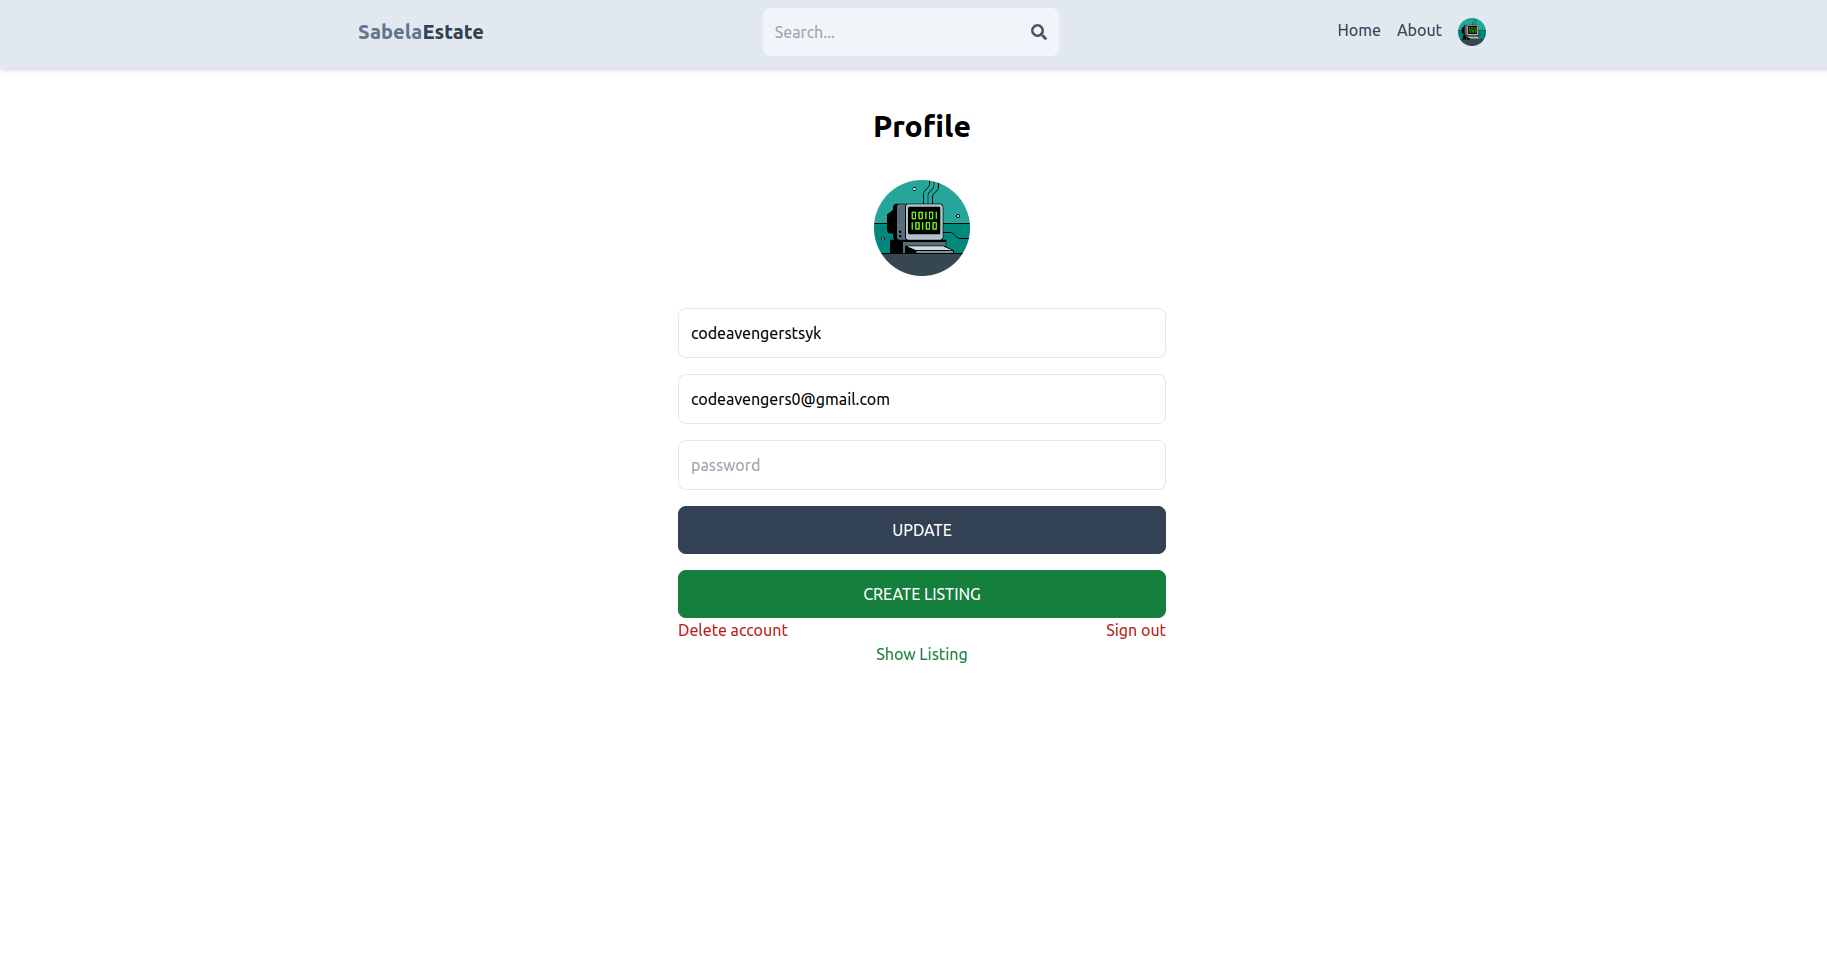 SabelaEstate
Search...
Home About
Profile
00101
10100
codeavengerstsyk
codeavengers0@gmail.com
password
UPDATE
CREATE LISTING
Delete account Sign out
Show Listing